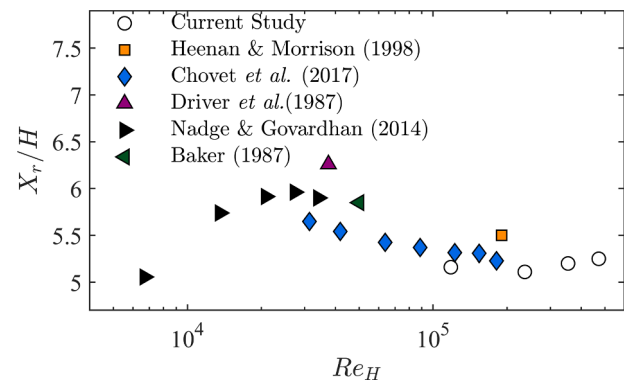 Current Study
Heenan & Morrison (1998)
Chovet et al. (2017)
Driver et al.(1987)
Nadge & Govardhan (2014)
Baker (1987)
7.5
7
6.5
6
5.5
5
X_r/H
10^4
10^5
Re_H